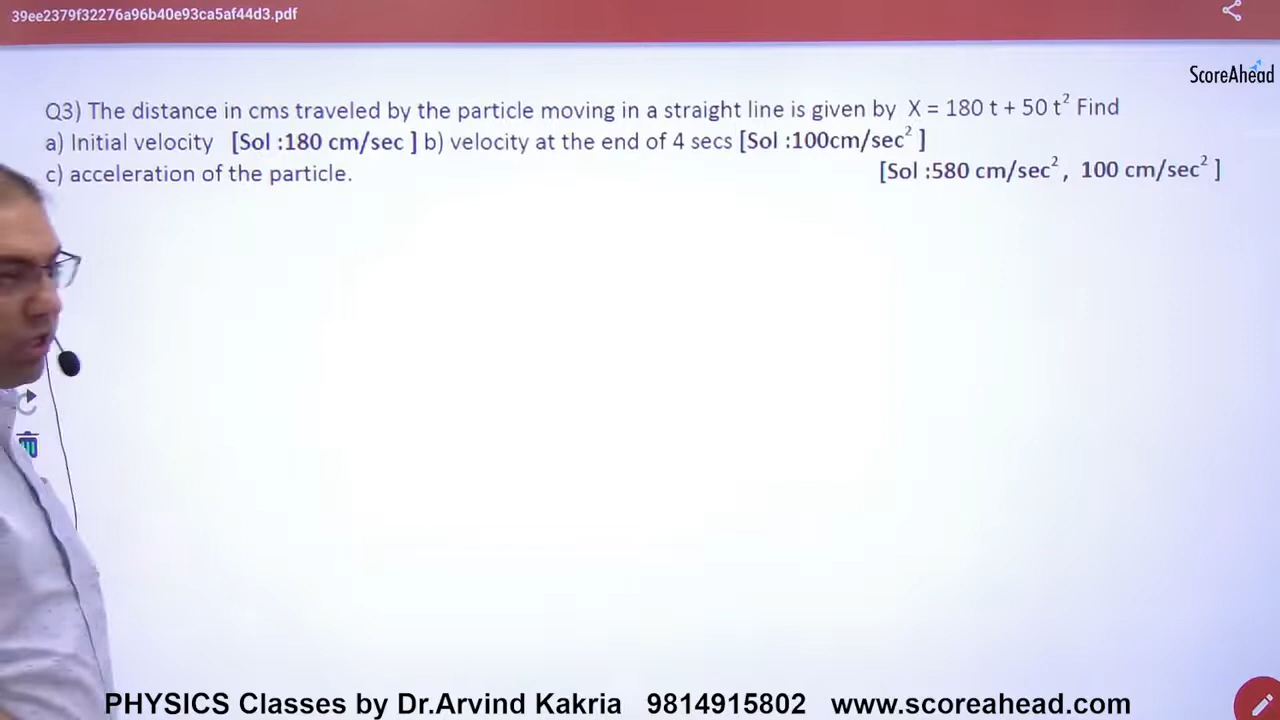 39ee2379f32276a96b40e93ca5af44d3.pdf
ScoreAhead
Q3) The distance in cms traveled by the particle moving in a straight line is given by X = 180 t + 50 t² Find
a) Initial velocity [Sol :180 cm/sec ] b) velocity at the end of 4 secs [Sol :100cm/sec² ]
c) acceleration of the particle. [Sol :580 cm/sec² , 100 cm/sec² ]
PHYSICS Classes by Dr.Arvind Kakria 9814915802 www.scoreahead.com